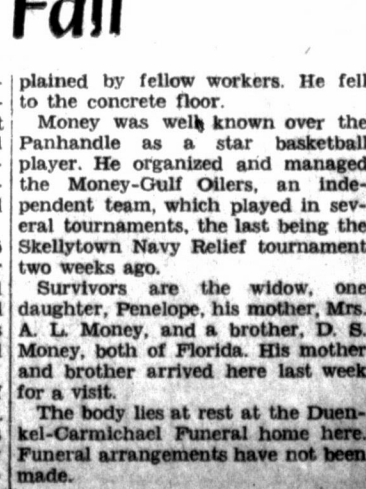 Fall
plained by fellow workers. He fell
to the concrete floor.
Money was well known over the
Panhandle as a star basketball
player. He organized and managed
the Money-Gulf Oilers, an inde-
pendent team, which played in sev-
eral tournaments, the last being the
Skellytown Navy Relief tournament
two weeks ago.
Survivors are the widow, one
daughter, Penelope, his mother, Mrs.
A. L. Money, and a brother, D. S.
Money, both of Florida. His mother
and brother arrived here last week
for a visit.
The body lies at rest at the Duen-
kel-Carmichael Funeral home here.
Funeral arrangements have not been
made.